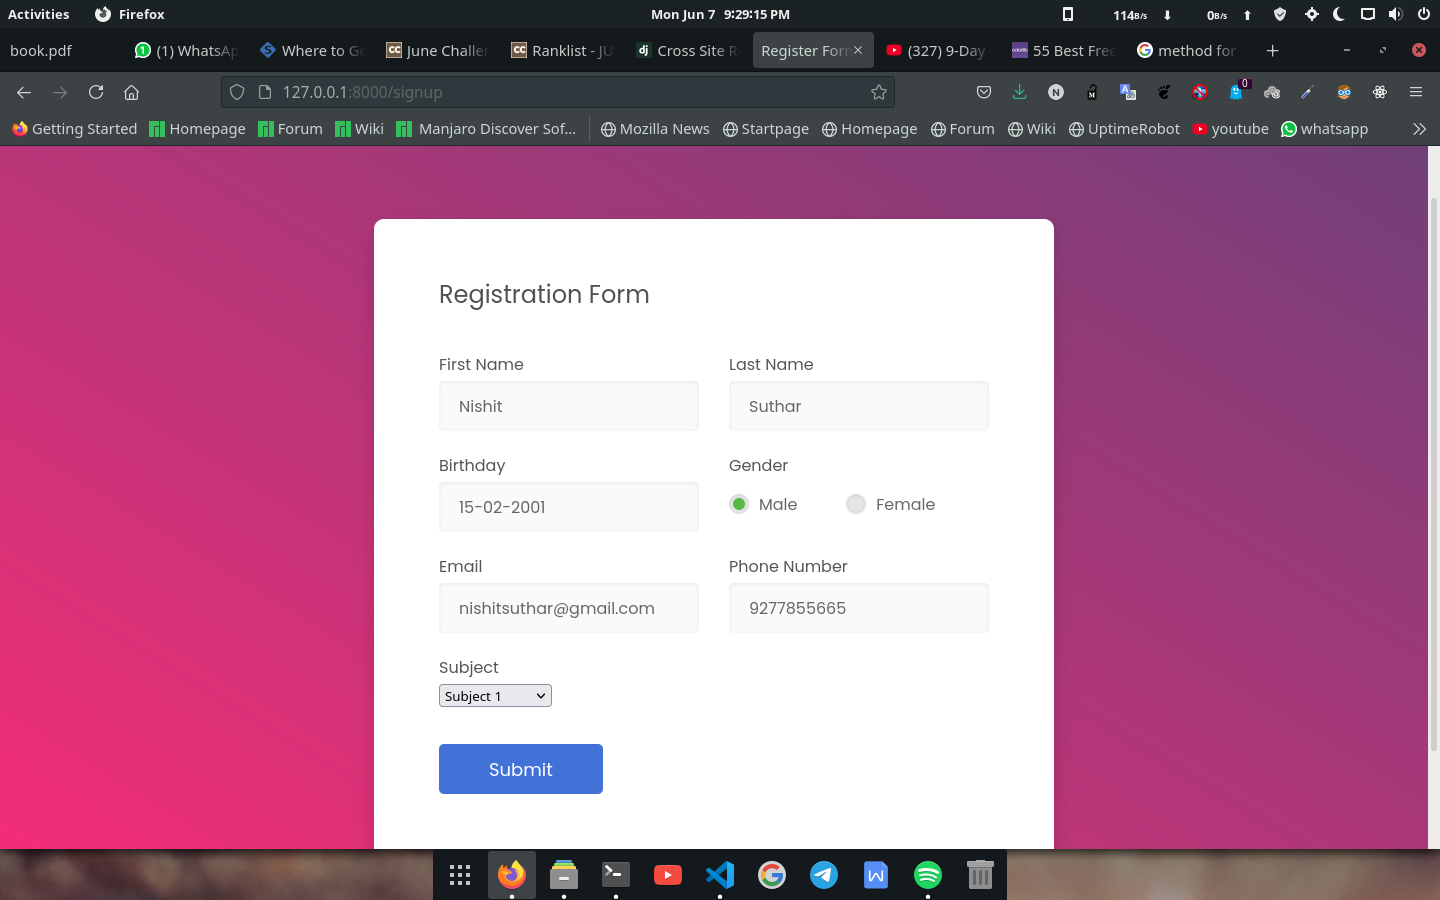 Activities Firefox Mon Jun 7 9:29:15 PM 114B/s 0B/s
book.pdf (1) WhatsAp Where to Ge June Challen Ranklist - JU Cross Site R Register Form (327) 9-Day 55 Best Free method for
127.0.0.1:8000/signup N A M 0
Getting Started Homepage Forum Wiki Manjaro Discover Sof... Mozilla News Startpage Homepage Forum Wiki UptimeRobot youtube whatsapp
Registration Form
First Name Last Name
Nishit Suthar
Birthday Gender
15-02-2001 Male Female
Email Phone Number
nishitsuthar@gmail.com 9277855665
Subject
Subject 1
Submit